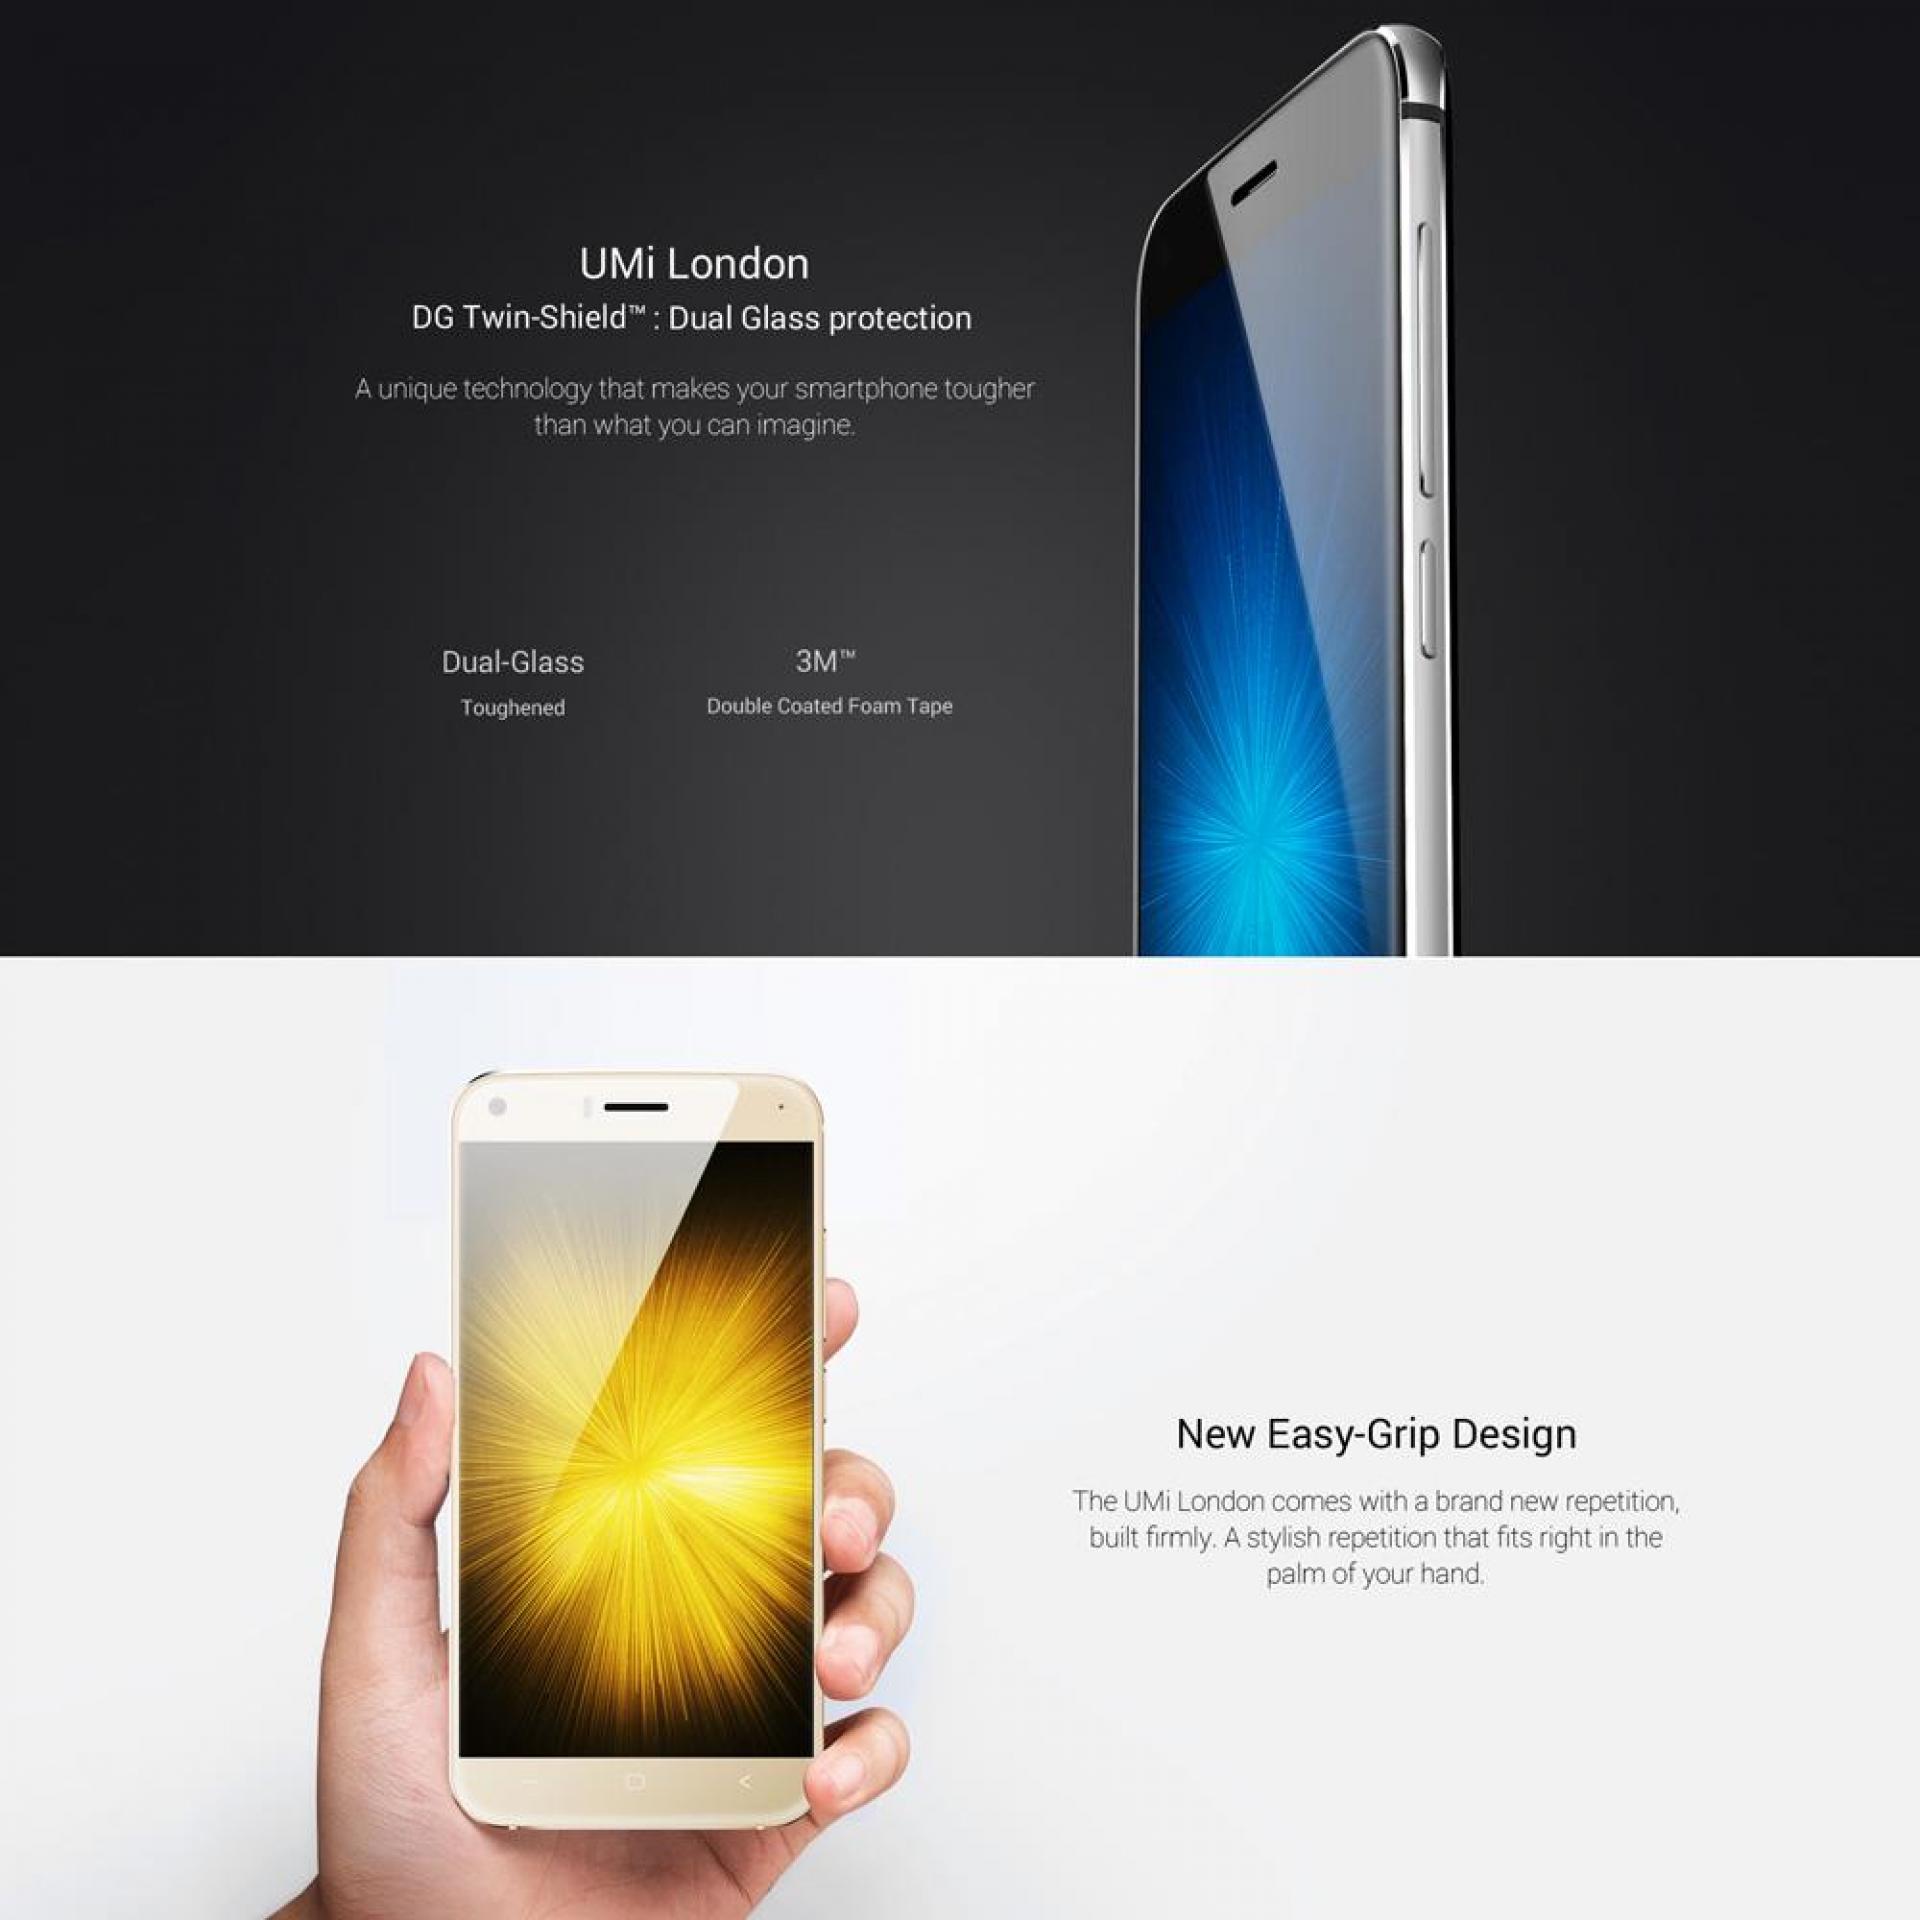 UMi London
DG Twin-Shield™ : Dual Glass protection
A unique technology that makes your smartphone tougher
than what you can imagine.
Dual-Glass
Toughened
3M™
Double Coated Foam Tape
New Easy-Grip Design
The UMi London comes with a brand new repetition,
built firmly. A stylish repetition that fits right in the
palm of your hand.